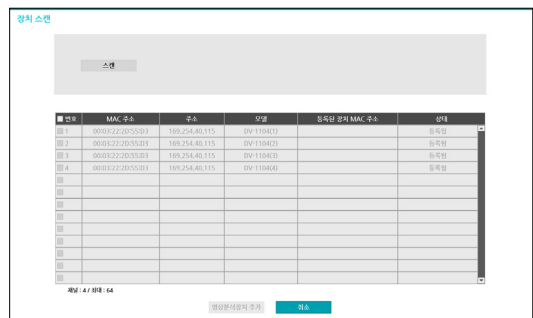 장치 스캔
스캔
번호 MAC 주소 주소 모델 등록된 장치 MAC 주소 상태
1 00:03:22:2D:55:D3 169.254.40.115 DV-1104(1) 등록됨
2 00:03:22:2D:55:D3 169.254.40.115 DV-1104(2) 등록됨
3 00:03:22:2D:55:D3 169.254.40.115 DV-1104(3) 등록됨
4 00:03:22:2D:55:D3 169.254.40.115 DV-1104(4) 등록됨
채널 : 4 / 최대 : 64
영상분석장치 추가 취소